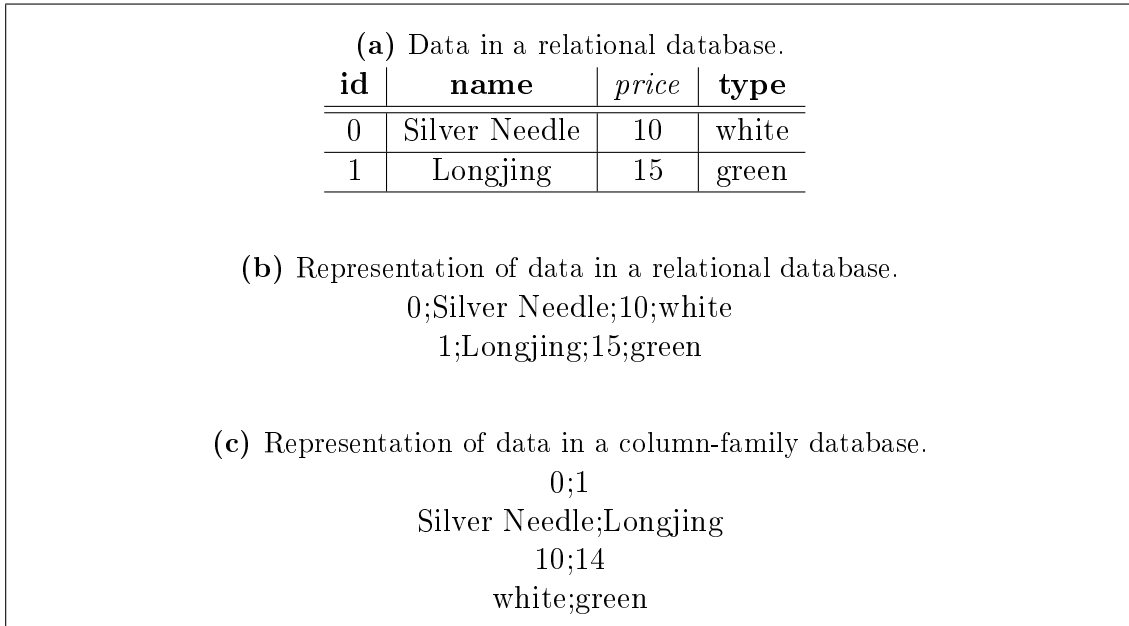 (a) Data in a relational database.
id name price type
0 Silver Needle 10 white
1 Longjing 15 green
(b) Representation of data in a relational database.
0;Silver Needle;10;white
1;Longjing;15;green
(c) Representation of data in a column-family database.
0;1
Silver Needle;Longjing
10;14
white;green